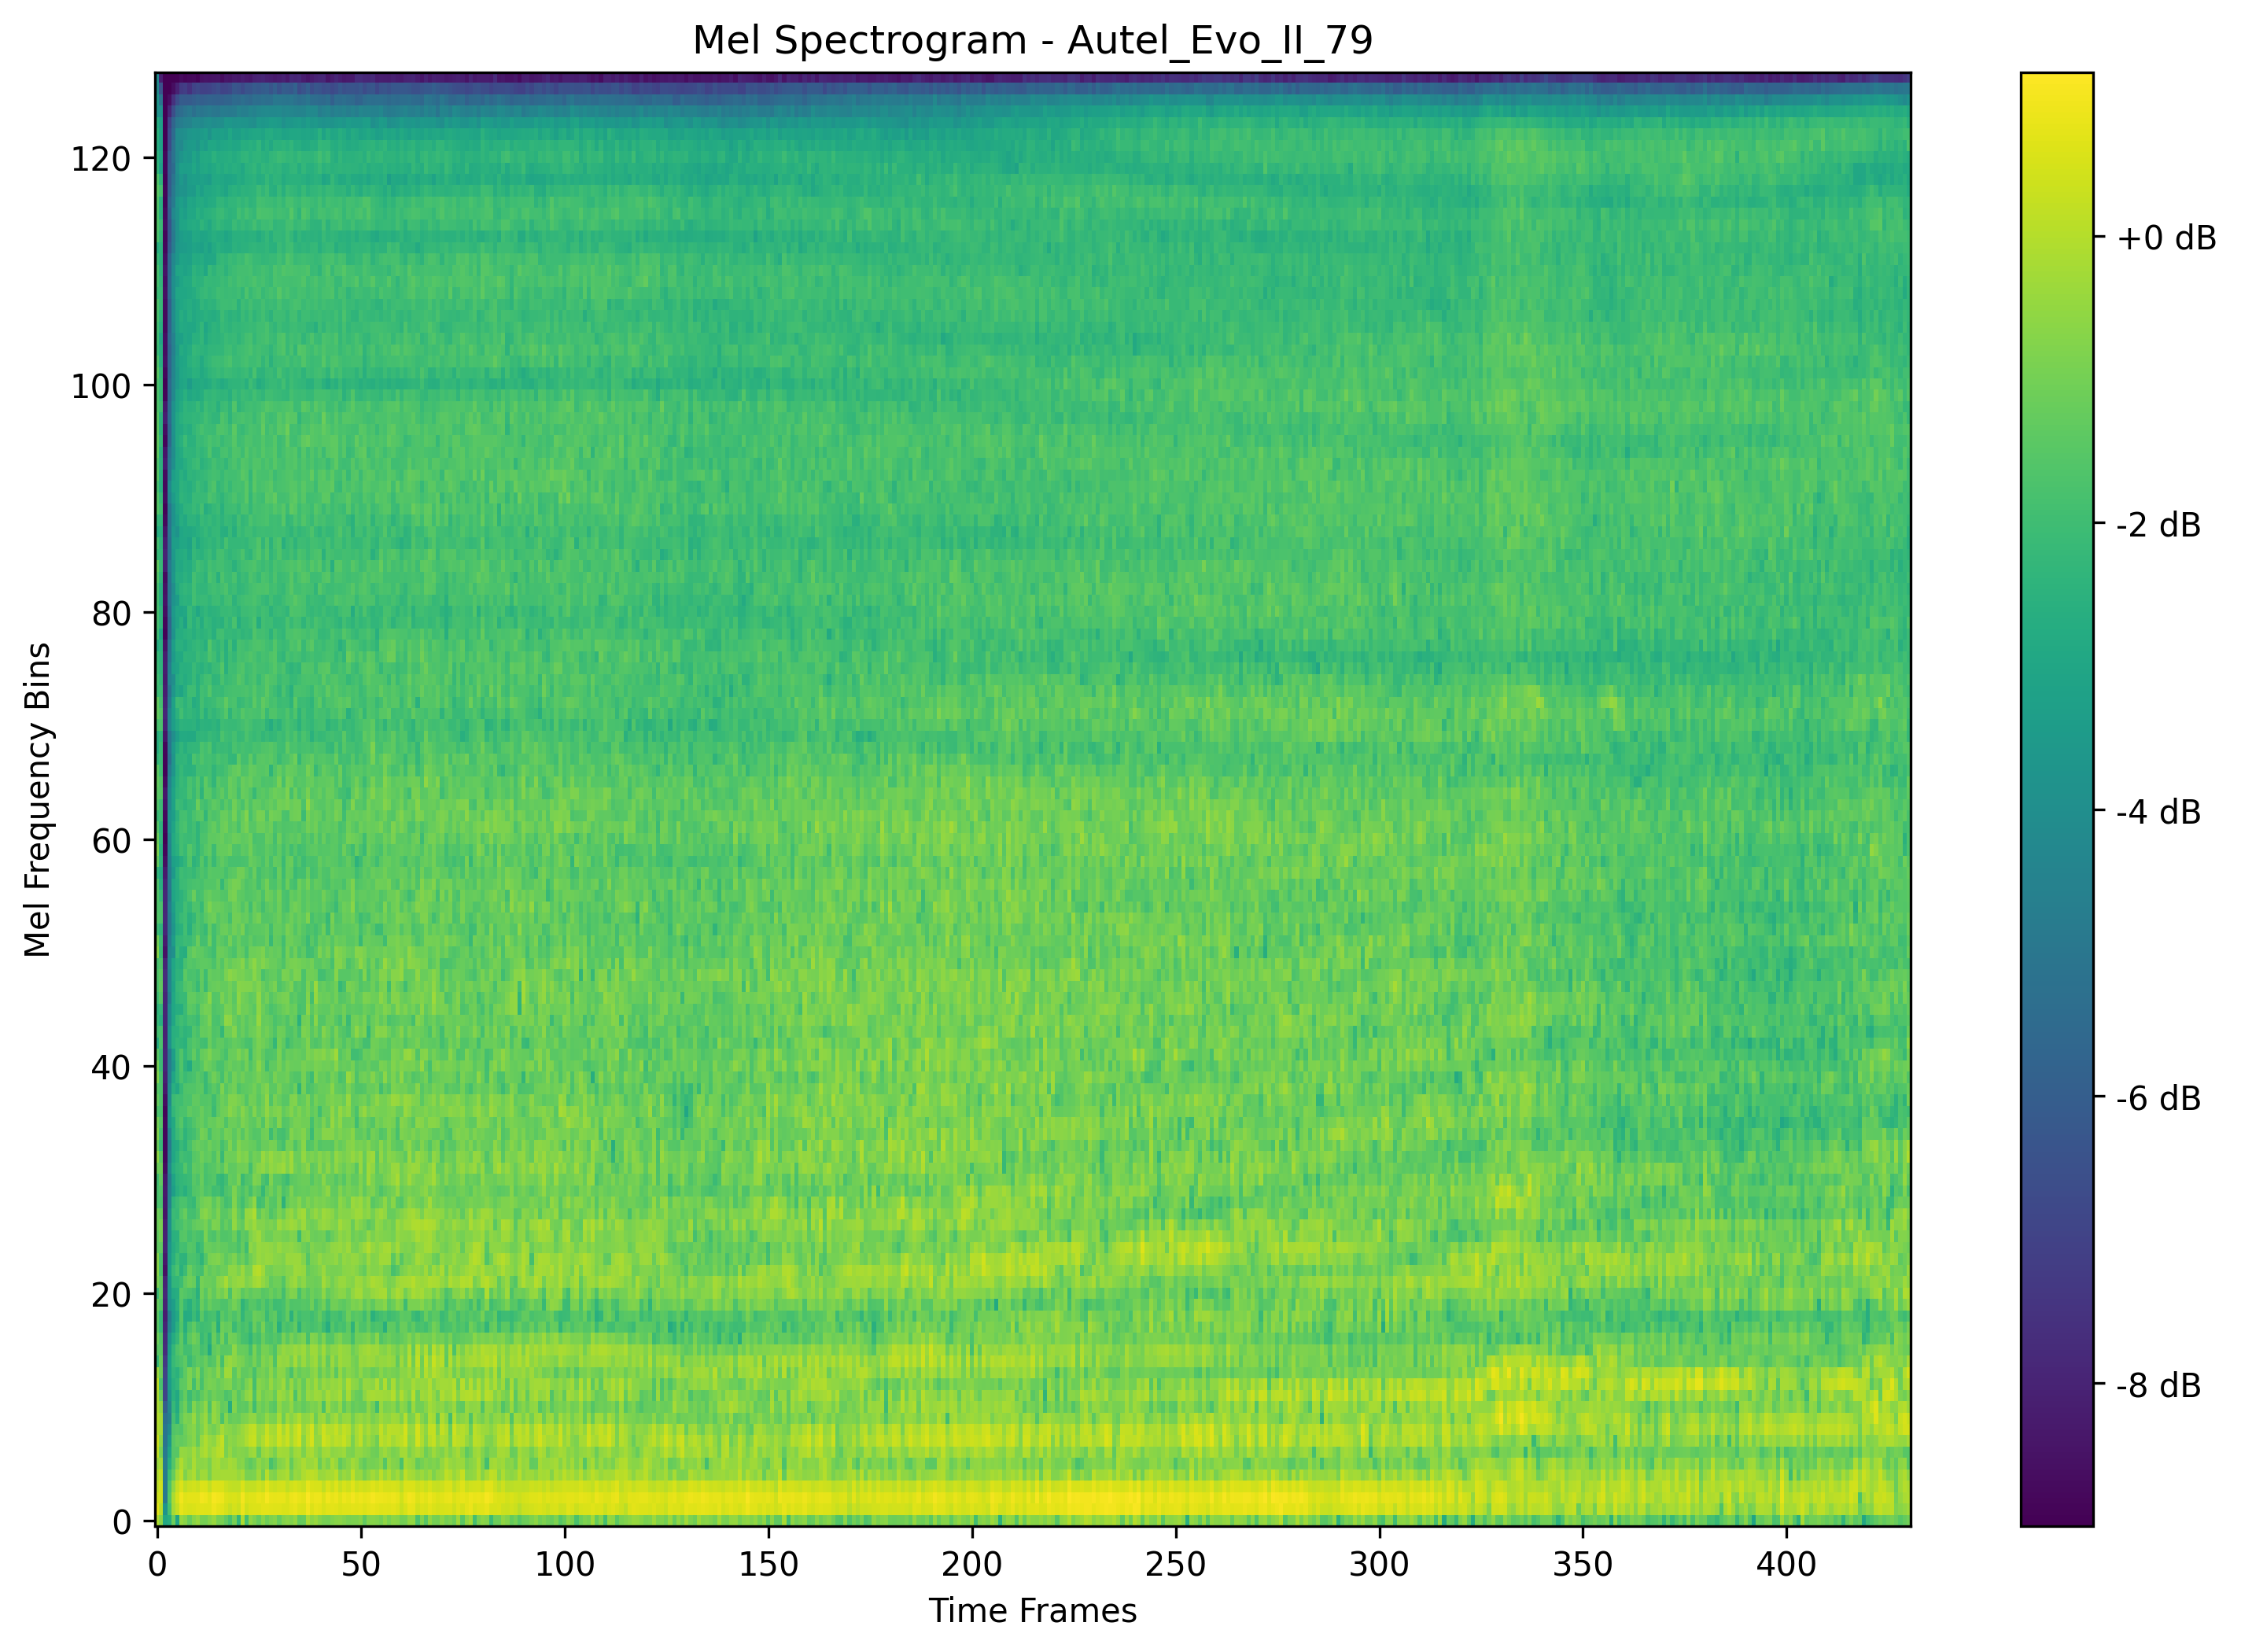 Mel Spectrogram - Autel_Evo_II_79
120
100
80
60
40
20
0
Mel Frequency Bins
0 50 100 150 200 250 300 350 400
Time Frames
+0 dB
-2 dB
-4 dB
-6 dB
-8 dB